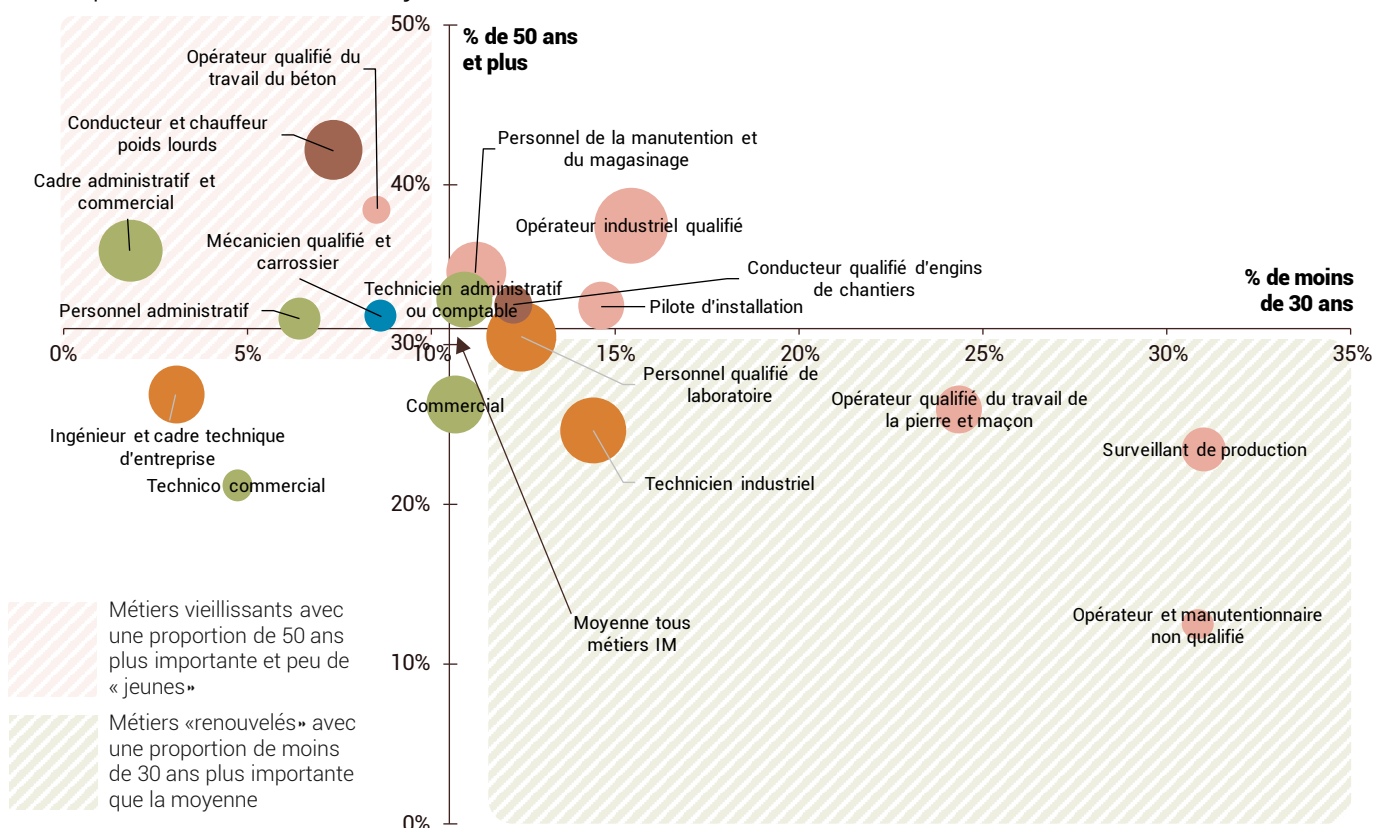 50%
% de 50 ans
et plus
Opérateur qualifié du
travail du béton
Conducteur et chauffeur
poids lourds
Personnel de la manutention et
du magasinage
Cadre administratif et
commercial
40%
Opérateur industriel qualifié
Mécanicien qualifié et
carrossier
Conducteur qualifié d'engins
de chantiers
% de moins
de 30 ans
Technicien administratif
ou comptable
Personnel administratif
Pilote d'installation
30%
0%
5%
10%
15%
20%
25%
30%
35%
Personnel qualifié de
laboratoire
Commercial
Opérateur qualifié du travail de
la pierre et maçon
Ingénieur et cadre technique
d'entreprise
Surveillant de production
Technico commercial
Technicien industriel
20%
Moyenne tous
métiers IM
Opérateur et manutentionnaire
non qualifié
10%
0%
Métiers vieillissants avec
une proportion de 50 ans
plus importante et peu de
« jeunes»
Métiers «renouvelés» avec
une proportion de moins
de 30 ans plus importante
que la moyenne